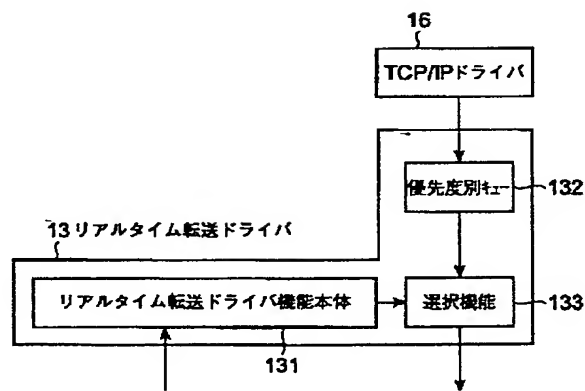 16
TCP/IPドライバ
優先度別キュー
132
13 リアルタイム転送ドライバ
リアルタイム転送ドライバ機能本体
選択機能
133
131